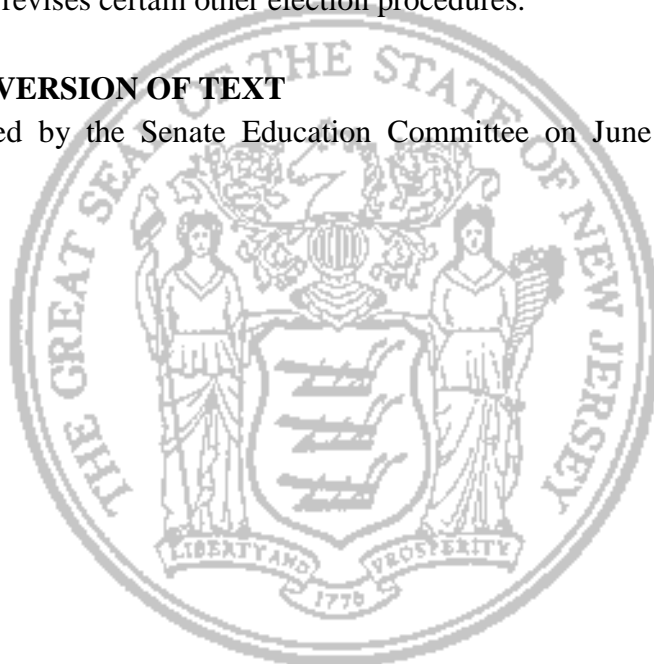 revises certain other election procedures.
VERSION OF TEXT
ed by the Senate Education Committee on June
THE GREAT SEAL OF THE STATE OF NEW JERSEY
LIBERTY AND PROSPERITY
1776